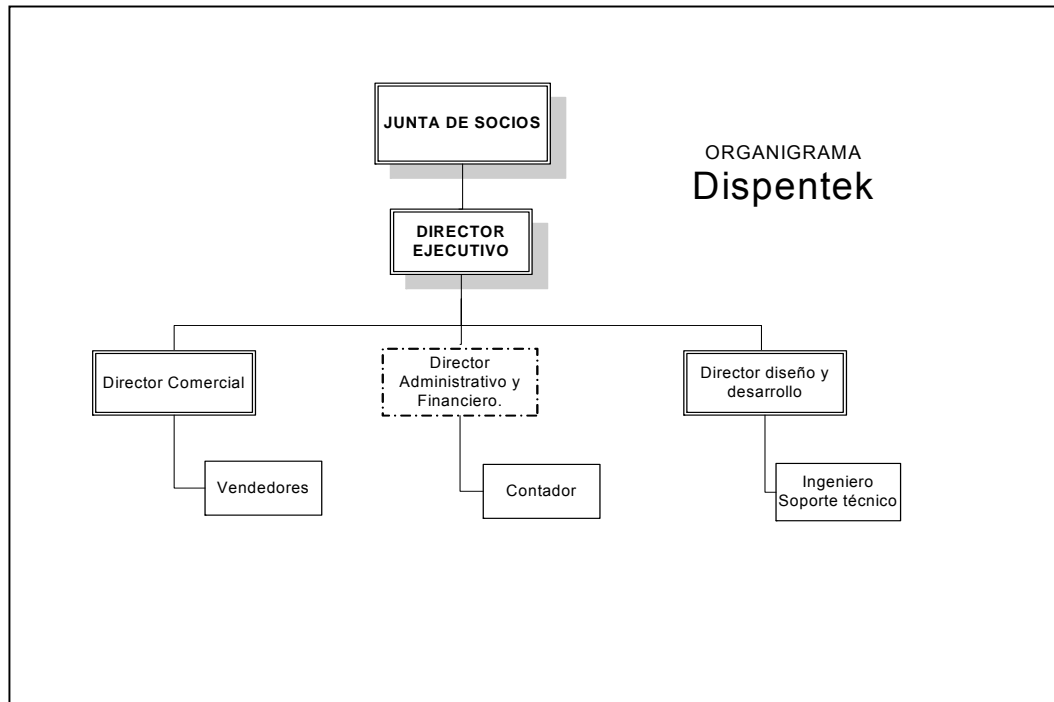 JUNTA DE SOCIOS
ORGANIGRAMA
Dispentek
DIRECTOR
EJECUTIVO
Director Comercial
Director
Administrativo y
Financiero.
Director diseño y
desarrollo
Vendedores
Contador
Ingeniero
Soporte técnico